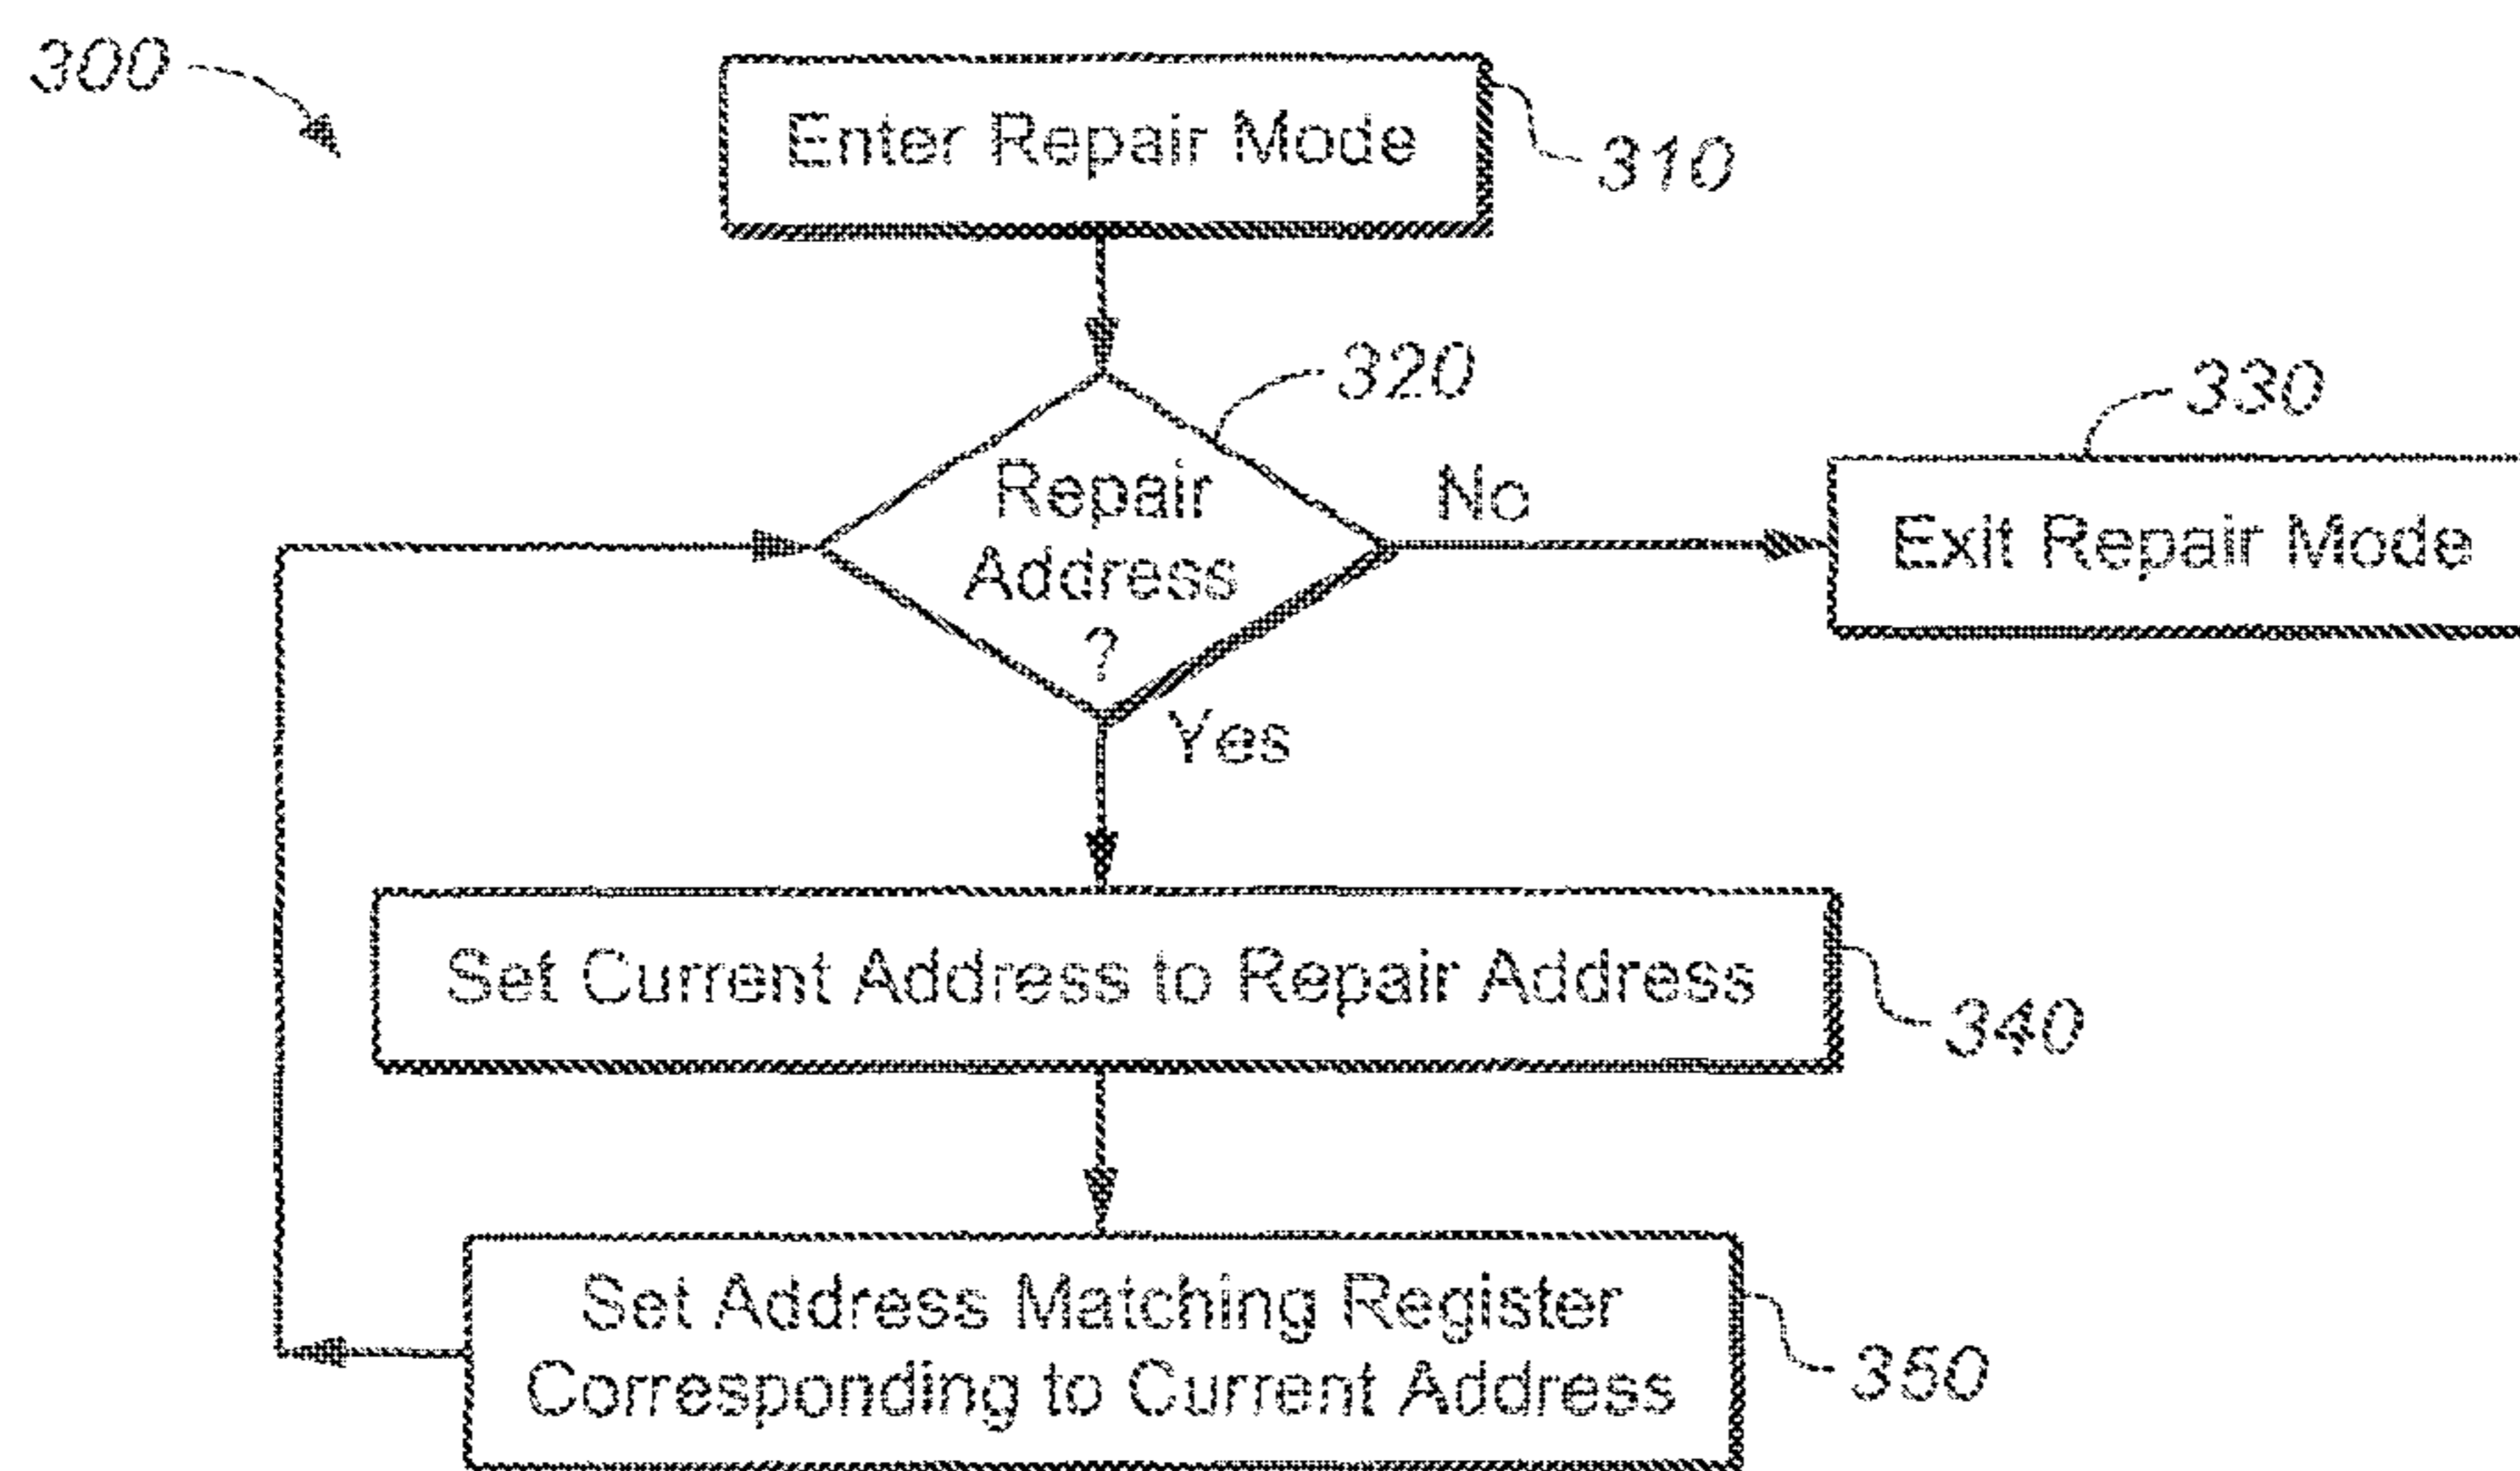 300
Enter Repair Mode
310
320
330
Repair
Address
?
No
Exit Repair Mode
Yes
Set Current Address to Repair Address
340
Set Address Matching Register
Corresponding to Current Address
350